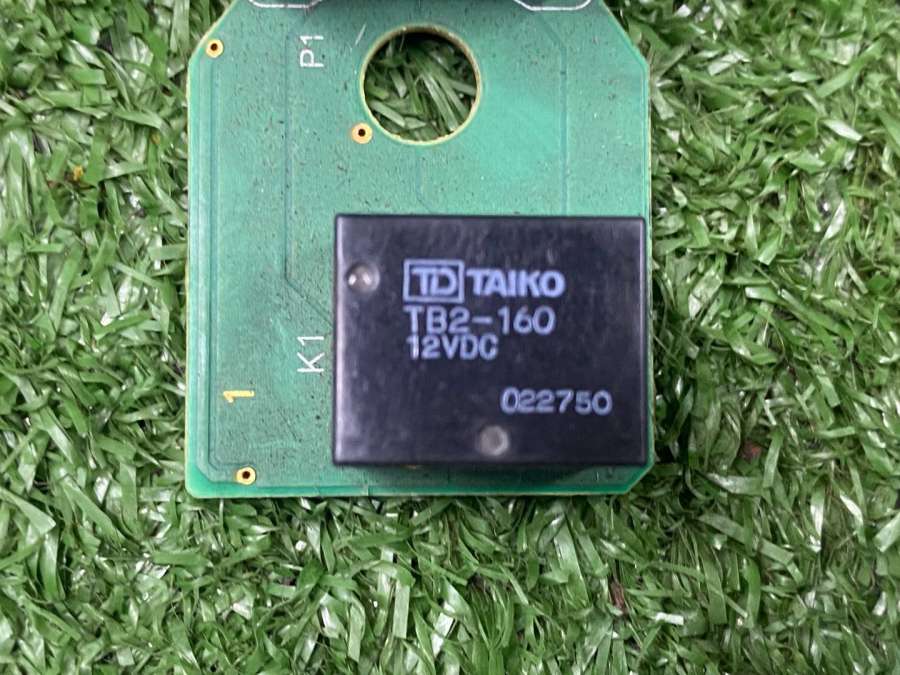 P1
TD TAIKO
TB2-160
12VDC
K1
1
022750